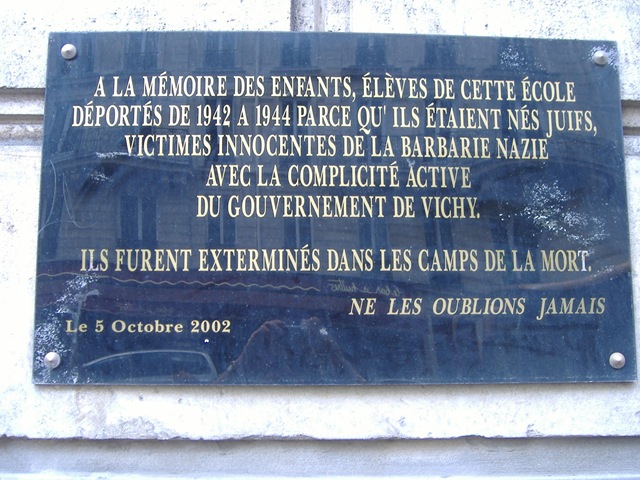 A LA MÉMOIRE DES ENFANTS, ÉLÈVES DE CETTE ÉCOLE
DÉPORTÉS DE 1942 A 1944 PARCE QU' ILS ÉTAIENT NÉS JUIFS,
VICTIMES INNOCENTES DE LA BARBARIE NAZIE
AVEC LA COMPLICITÉ ACTIVE
DU GOUVERNEMENT DE VICHY.
ILS FURENT EXTERMINÉS DANS LES CAMPS DE LA MORT.
NE LES OUBLIONS JAMAIS
Le 5 Octobre 2002